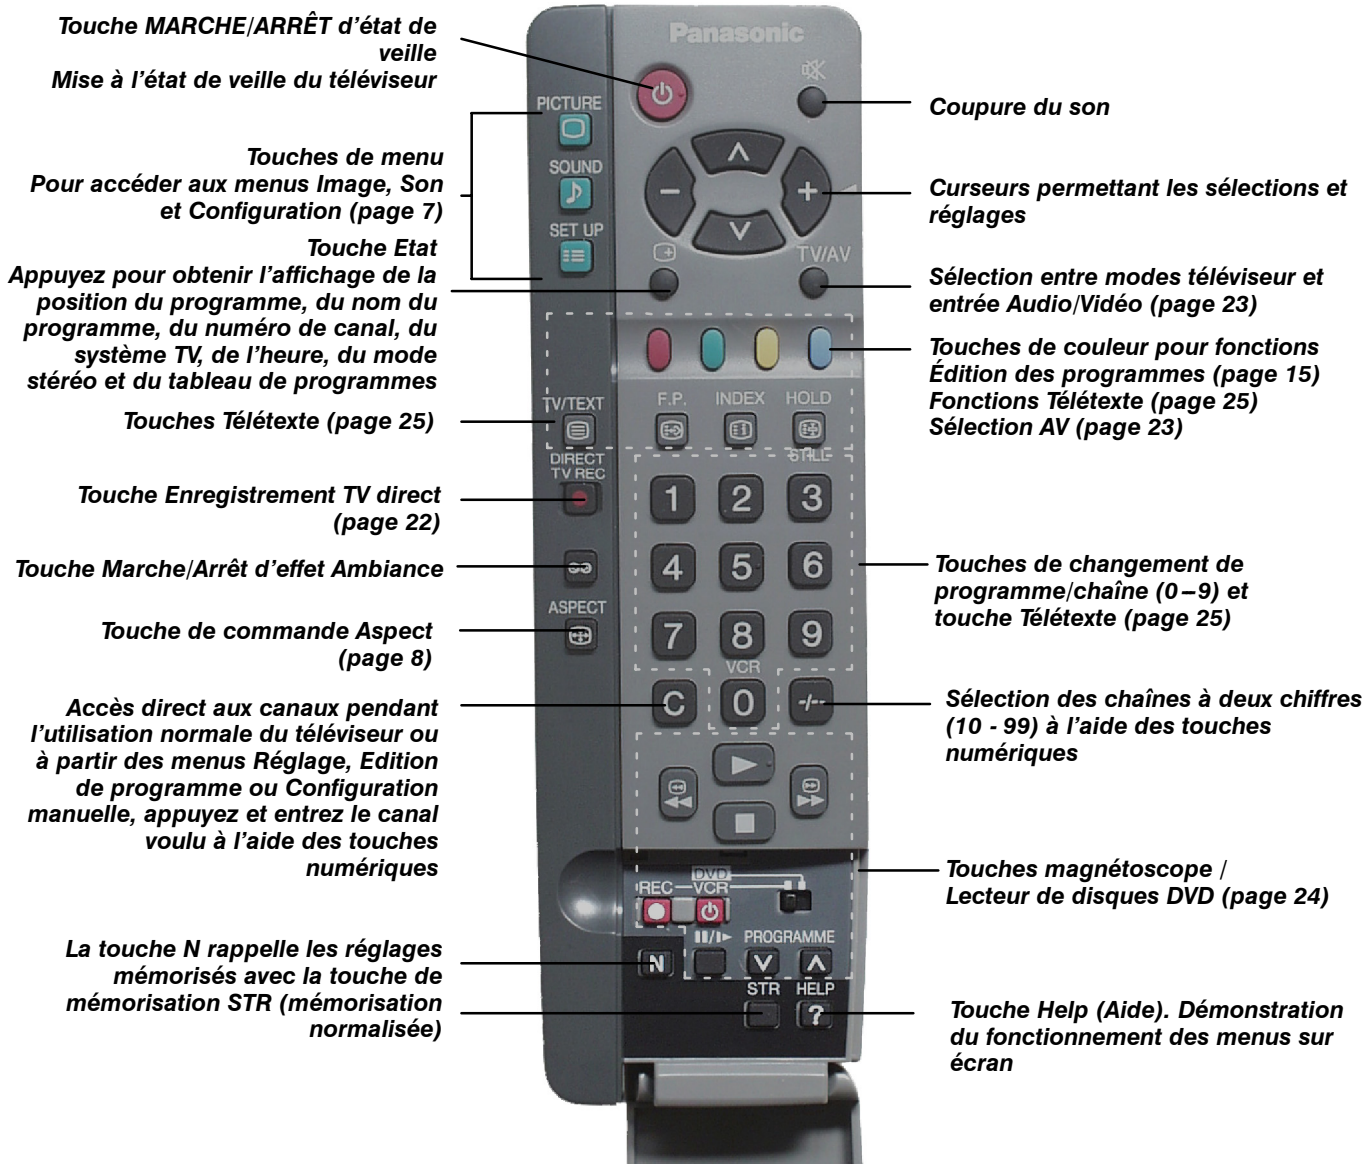 Touche MARCHE/ARRÊT d’état de
veille
Mise à l’état de veille du téléviseur
Touches de menu
Pour accéder aux menus Image, Son
et Configuration (page 7)
Touche Etat
Appuyez pour obtenir l’affichage de la
position du programme, du nom du
programme, du numéro de canal, du
système TV, de l’heure, du mode
stéréo et du tableau de programmes
Touches Télétexte (page 25)
Touche Enregistrement TV direct
(page 22)
Touche Marche/Arrêt d’effet Ambiance
Touche de commande Aspect
(page 8)
Accès direct aux canaux pendant
l’utilisation normale du téléviseur ou
à partir des menus Réglage, Edition
de programme ou Configuration
manuelle, appuyez et entrez le canal
voulu à l’aide des touches
numériques
La touche N rappelle les réglages
mémorisés avec la touche de
mémorisation STR (mémorisation
normalisée)
Panasonic
PICTURE
SOUND
SET UP
TV/AV
F.P. INDEX HOLD
TV/TEXT
STILL
DIRECT
TV REC
1 2 3
4 5 6
ASPECT
7 8 9
VCR
C 0 -/--
DVD
REC VCR
PROGRAMME
N
STR HELP
?
Coupure du son
Curseurs permettant les sélections et
réglages
Sélection entre modes téléviseur et
entrée Audio/Vidéo (page 23)
Touches de couleur pour fonctions
Édition des programmes (page 15)
Fonctions Télétexte (page 25)
Sélection AV (page 23)
Touches de changement de
programme/chaîne (0–9) et
touche Télétexte (page 25)
Sélection des chaînes à deux chiffres
(10 - 99) à l’aide des touches
numériques
Touches magnétoscope /
Lecteur de disques DVD (page 24)
Touche Help (Aide). Démonstration
du fonctionnement des menus sur
écran